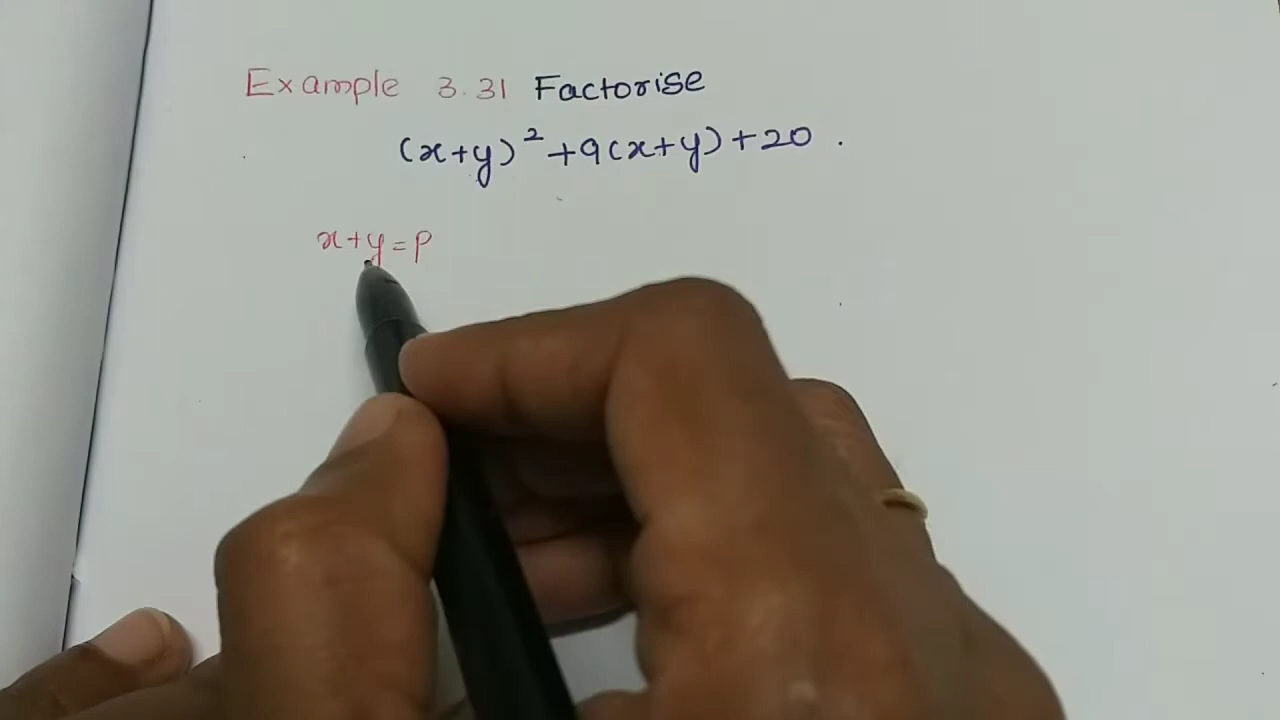 Example 3.31 Factorise
(x+y)² +9(x+y)+20 .
x+y=p